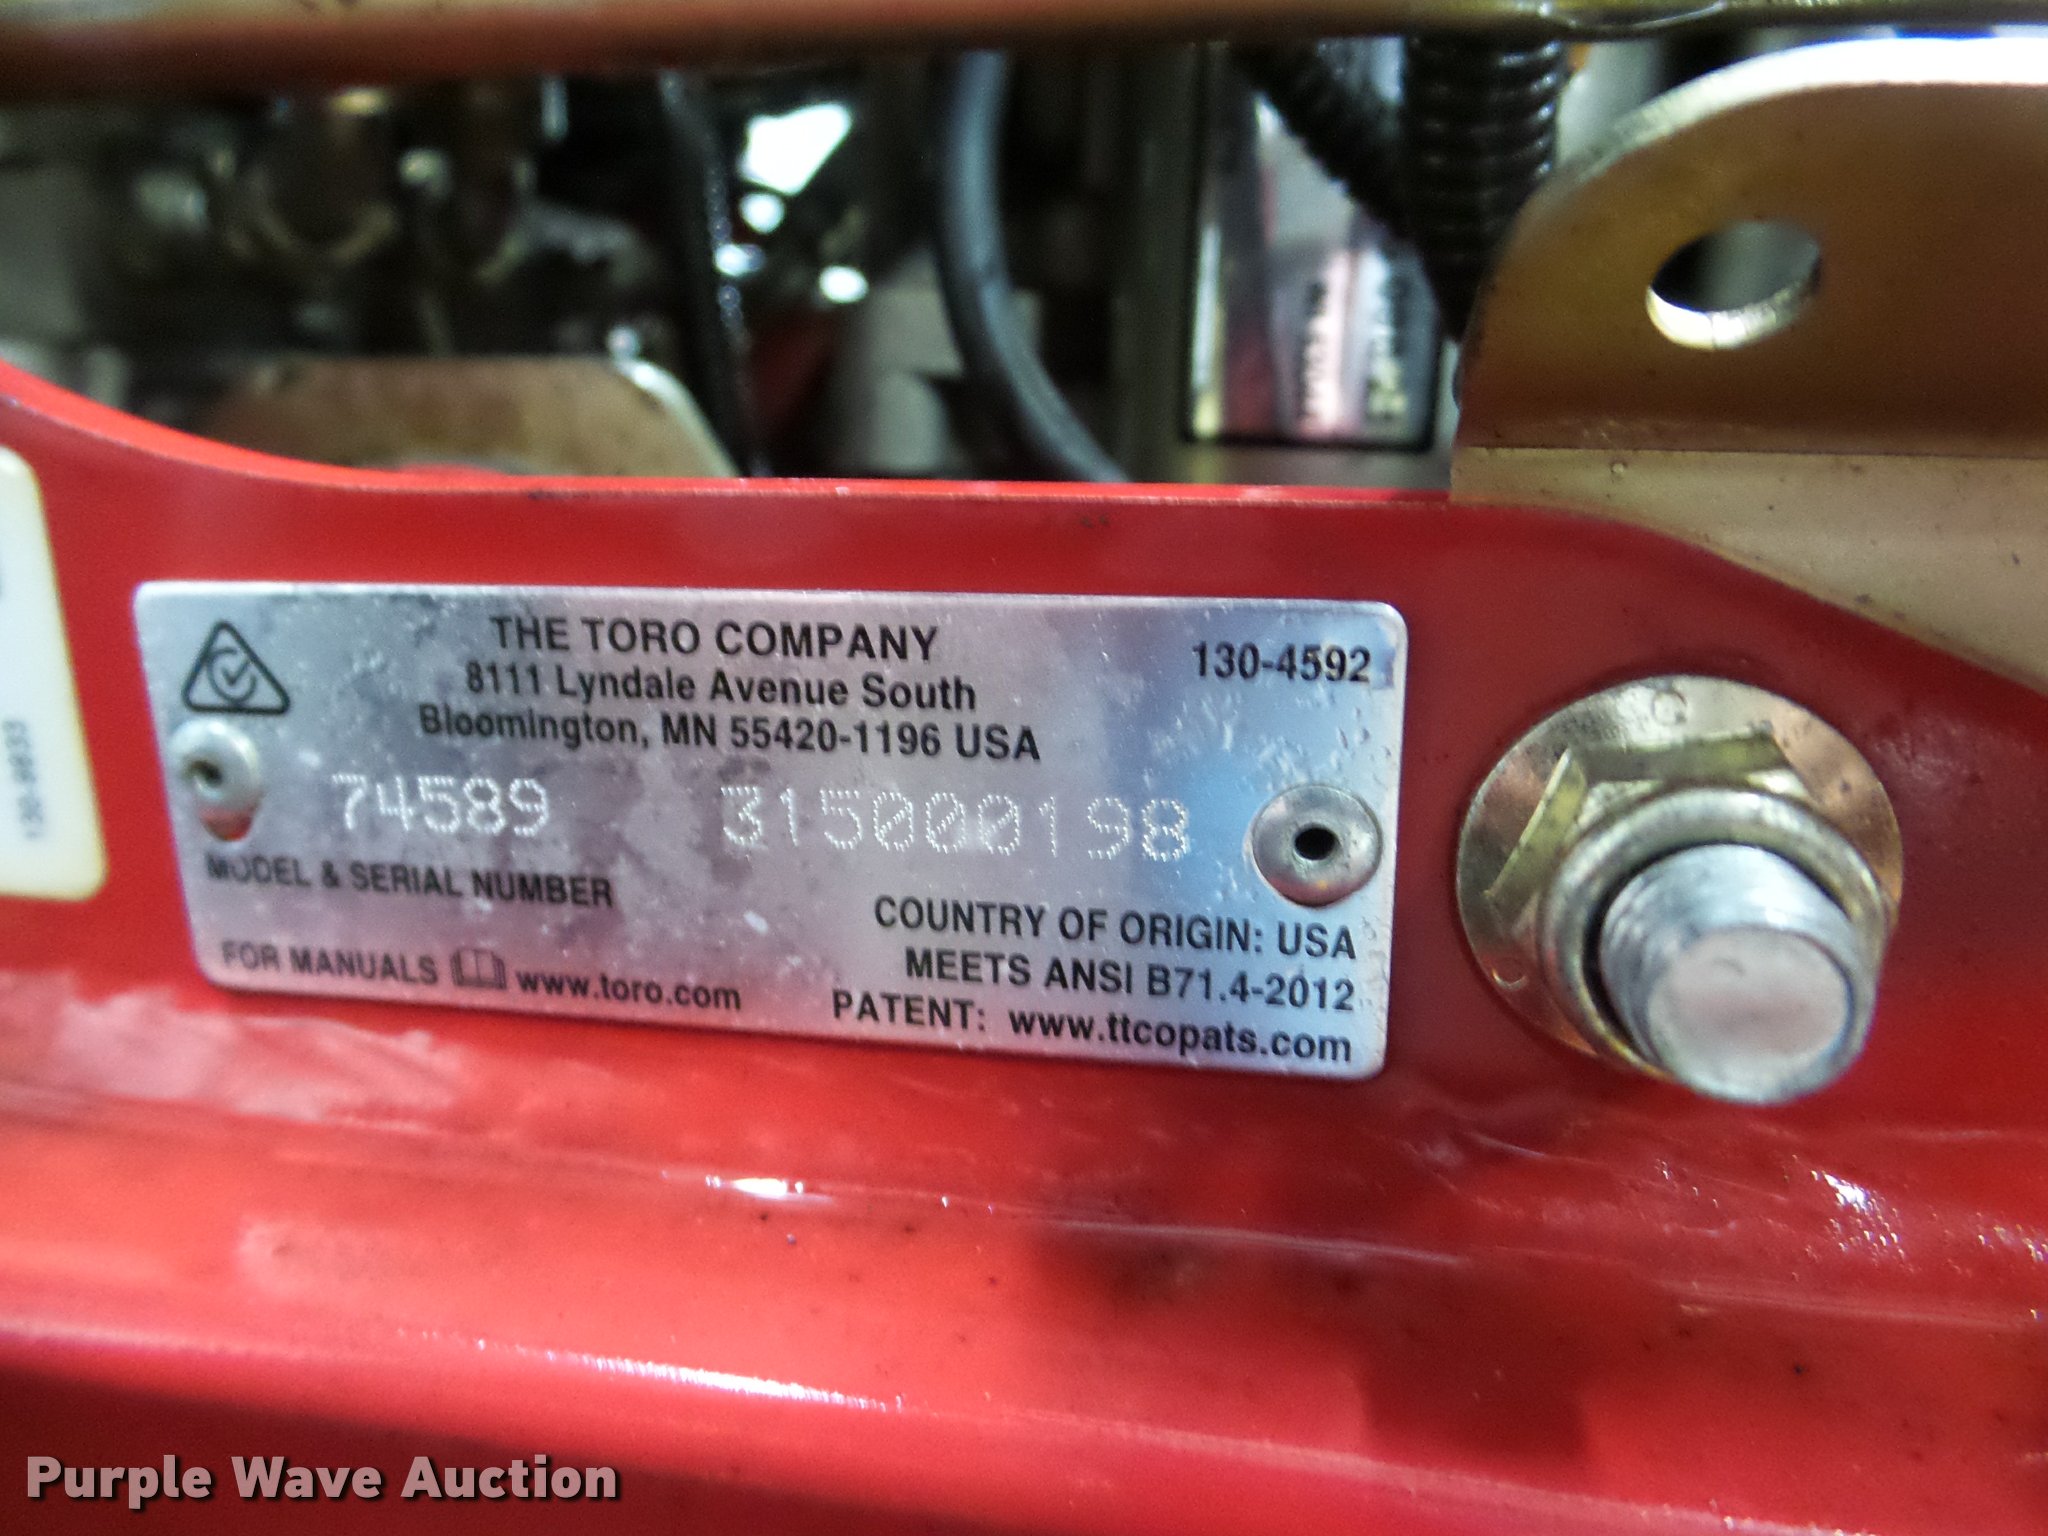 THE TORO COMPANY
8111 Lyndale Avenue South
Bloomington, MN 55420-1196 USA
130-4592
74589 315000198
MODEL & SERIAL NUMBER
FOR MANUALS www.toro.com
COUNTRY OF ORIGIN: USA
MEETS ANSI B71.4-2012
PATENT: www.ttcopats.com
Purple Wave Auction